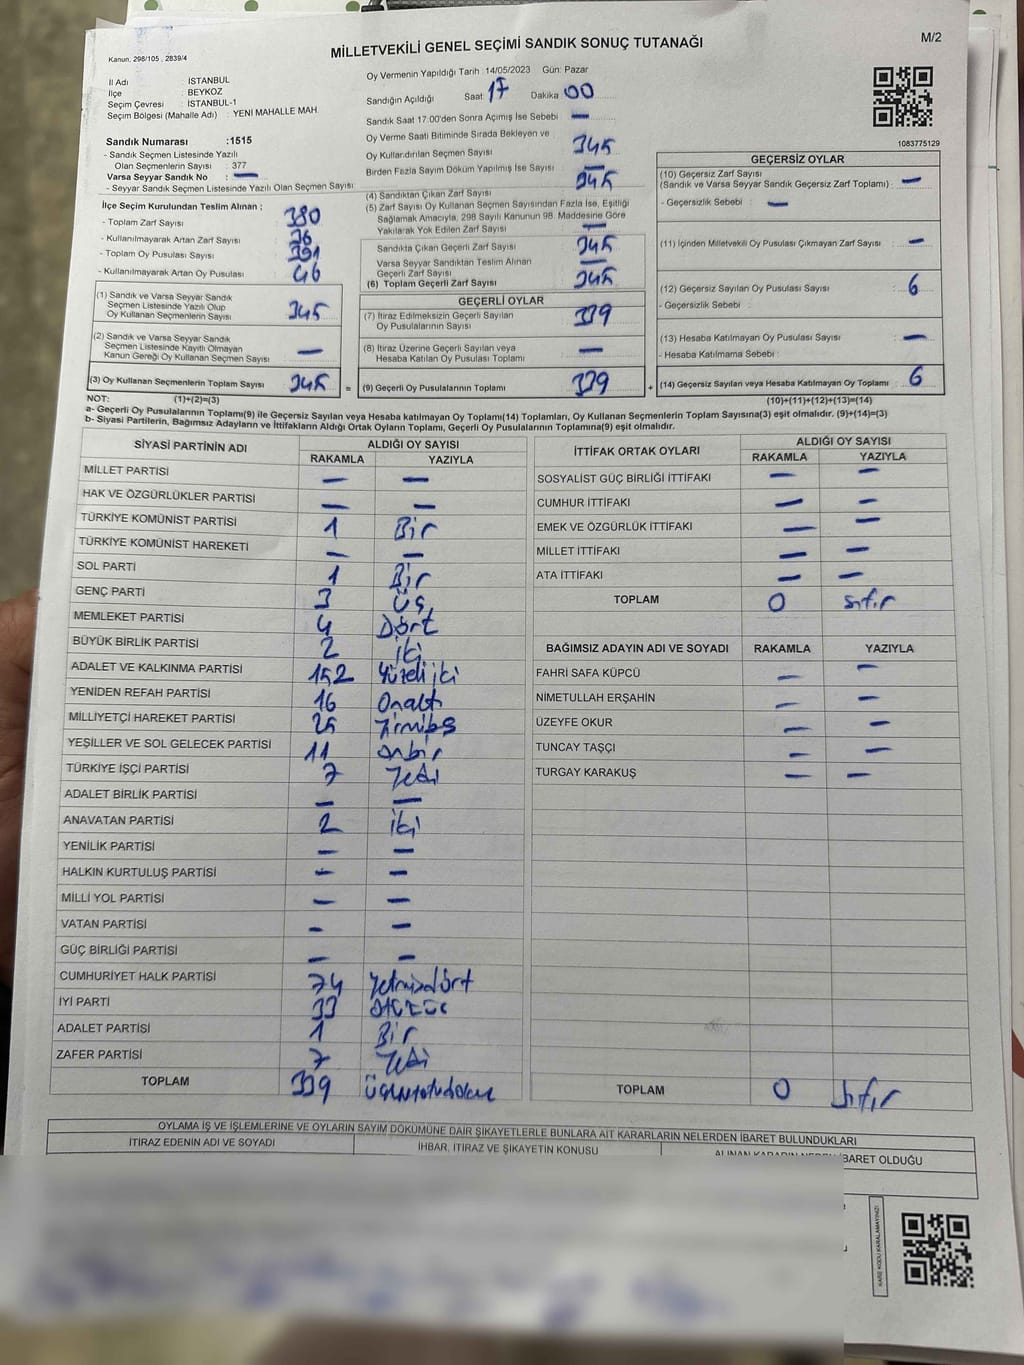 M/2
MİLLETVEKİLİ GENEL SEÇİMİ SANDIK SONUÇ TUTANAĞI
Kanun, 298/105 , 2839/4
İl Adı : İSTANBUL
İlçe : BEYKOZ
Seçim Çevresi : İSTANBUL-1
Seçim Bölgesi (Mahalle Adı) : YENİ MAHALLE MAH.
Oy Vermenin Yapıldığı Tarih :14/05/2023 Gün: Pazar
Sandığın Açıldığı Saat 17 Dakika 00
Sandık Saat 17:00'den Sonra Açımış İse Sebebi —
Oy Verme Saati Bitiminde Sırada Bekleyen ve
Oy Kullandırılan Seçmen Sayısı 345
Birden Fazla Sayım Döküm Yapılmış İse Sayısı —
1083775129
Sandık Numarası :1515
- Sandık Seçmen Listesinde Yazılı
Olan Seçmenlerin Sayısı : 377
Varsa Seyyar Sandık No : —
- Seyyar Sandık Seçmen Listesinde Yazılı Olan Seçmen Sayısı
İlçe Seçim Kurulundan Teslim Alınan ;
- Toplam Zarf Sayısı 380
- Kullanılmayarak Artan Zarf Sayısı
- Toplam Oy Pusulası Sayısı 391
- Kullanılmayarak Artan Oy Pusulası 46
(1) Sandık ve Varsa Seyyar Sandık
Seçmen Listesinde Yazılı Olup
Oy Kullanan Seçmenlerin Sayısı 345
(2) Sandık ve Varsa Seyyar Sandık
Seçmen Listesinde Kayıtlı Olmayan
Kanun Gereği Oy Kullanan Seçmen Sayısı —
(3) Oy Kullanan Seçmenlerin Toplam Sayısı 345 =
(4) Sandıktan Çıkan Zarf Sayısı 345
(5) Zarf Sayısı Oy Kullanan Seçmen Sayısından Fazla İse, Eşitliği
Sağlamak Amacıyla, 298 Sayılı Kanunun 98. Maddesine Göre
Yakılarak Yok Edilen Zarf Sayısı —
Sandıkta Çıkan Geçerli Zarf Sayısı 345
Varsa Seyyar Sandıktan Teslim Alınan
Geçerli Zarf Sayısı —
(6) Toplam Geçerli Zarf Sayısı 345
GEÇERLİ OYLAR
(7) İtiraz Edilmeksizin Geçerli Sayılan
Oy Pusulalarının Sayısı 339
(8) İtiraz Üzerine Geçerli Sayılan veya
Hesaba Katılan Oy Pusulası Toplamı —
(9) Geçerli Oy Pusulalarının Toplamı 339 +
GEÇERSİZ OYLAR
(10) Geçersiz Zarf Sayısı
(Sandık ve Varsa Seyyar Sandık Geçersiz Zarf Toplamı) : —
- Geçersizlik Sebebi : —
(11) İçinden Milletvekili Oy Pusulası Çıkmayan Zarf Sayısı : —
(12) Geçersiz Sayılan Oy Pusulası Sayısı : 6
- Geçersizlik Sebebi :
(13) Hesaba Katılmayan Oy Pusulası Sayısı : —
- Hesaba Katılmama Sebebi :
(14) Geçersiz Sayılan veya Hesaba Katılmayan Oy Toplamı 6
NOT: (1)+(2)=(3) (10)+(11)+(12)+(13)=(14)
a- Geçerli Oy Pusulalarının Toplamı(9) ile Geçersiz Sayılan veya Hesaba katılmayan Oy Toplamı(14) Toplamları, Oy Kullanan Seçmenlerin Toplam Sayısına(3) eşit olmalıdır. (9)+(14)=(3)
b- Siyasi Partilerin, Bağımsız Adayların ve İttifakların Aldığı Ortak Oyların Toplamı, Geçerli Oy Pusulalarının Toplamına(9) eşit olmalıdır.
SİYASİ PARTİNİN ADI ALDIĞI OY SAYISI
RAKAMLA YAZIYLA
MİLLET PARTİSİ — —
HAK VE ÖZGÜRLÜKLER PARTİSİ — —
TÜRKİYE KOMÜNİST PARTİSİ 1 Bir
TÜRKİYE KOMÜNİST HAREKETİ — —
SOL PARTİ 1 Bir
GENÇ PARTİ 3 Üç
MEMLEKET PARTİSİ 4 Dört
BÜYÜK BİRLİK PARTİSİ 2 iki
ADALET VE KALKINMA PARTİSİ 152 Yüzelliiki
YENİDEN REFAH PARTİSİ 16 Onaltı
MİLLİYETÇİ HAREKET PARTİSİ 25 Yirmibeş
YEŞİLLER VE SOL GELECEK PARTİSİ 11 onbir
TÜRKİYE İŞÇİ PARTİSİ 7 Yedi
ADALET BİRLİK PARTİSİ — —
ANAVATAN PARTİSİ 2 iki
YENİLİK PARTİSİ — —
HALKIN KURTULUŞ PARTİSİ — —
MİLLİ YOL PARTİSİ — —
VATAN PARTİSİ — —
GÜÇ BİRLİĞİ PARTİSİ — —
CUMHURİYET HALK PARTİSİ 74 Yetmişdört
İYİ PARTİ 33 otuzüç
ADALET PARTİSİ 1 Bir
ZAFER PARTİSİ 7 Yedi
TOPLAM 339 üçyüzotuzdokuz
İTTİFAK ORTAK OYLARI ALDIĞI OY SAYISI
RAKAMLA YAZIYLA
SOSYALİST GÜÇ BİRLİĞİ İTTİFAKI — —
CUMHUR İTTİFAKI — —
EMEK VE ÖZGÜRLÜK İTTİFAKI — —
MİLLET İTTİFAKI — —
ATA İTTİFAKI — —
TOPLAM 0 sıfır
BAĞIMSIZ ADAYIN ADI VE SOYADI RAKAMLA YAZIYLA
FAHRİ SAFA KÜPCÜ — —
NİMETULLAH ERŞAHİN — —
ÜZEYFE OKUR — —
TUNCAY TAŞÇI — —
TURGAY KARAKUŞ — —
TOPLAM 0 sıfır
OYLAMA İŞ VE İŞLEMLERİNE VE OYLARIN SAYIM DÖKÜMÜNE DAİR ŞİKAYETLERLE BUNLARA AİT KARARLARIN NELERDEN İBARET BULUNDUKLARI
İTİRAZ EDENİN ADI VE SOYADI İHBAR, İTİRAZ VE ŞİKAYETİN KONUSU ALINAN KARARIN NEDEN İBARET OLDUĞU
KARE KODU KARALAMAYINIZ!